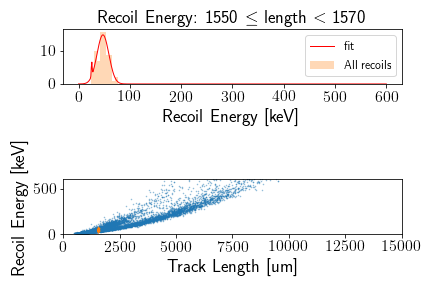 Recoil Energy: 1550 ≤ length < 1570
10
0
fit
All recoils
0 100 200 300 400 500 600
Recoil Energy [keV]
Recoil Energy [keV]
500
0
0 2500 5000 7500 10000 12500 15000
Track Length [um]